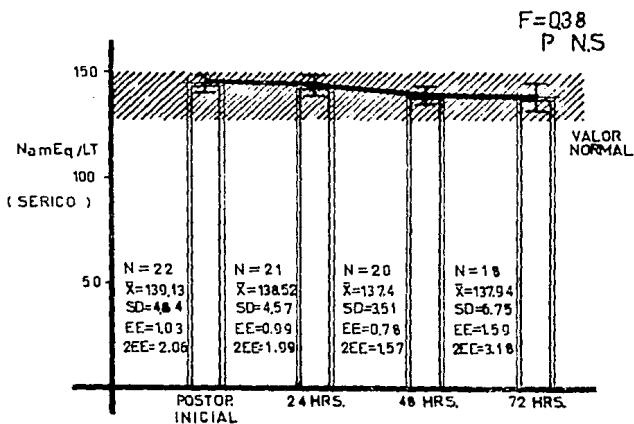 F=0.38
P N.S
150
Na mEq/LT
100
(SERICO)
50
VALOR
NORMAL
N=22
X̄=139,13
SD=4,84
EE=1.03
2EE=2.06
N=21
X̄=138.52
SD=4,57
EE=0.99
2EE=1.99
N=20
X̄=137.4
SD=3.51
EE=0,78
2EE=1,57
N=18
X̄=137.94
SD=6.75
EE=1.59
2EE=3.18
POSTOP.
INICIAL
24 HRS.
48 HRS.
72 HRS.